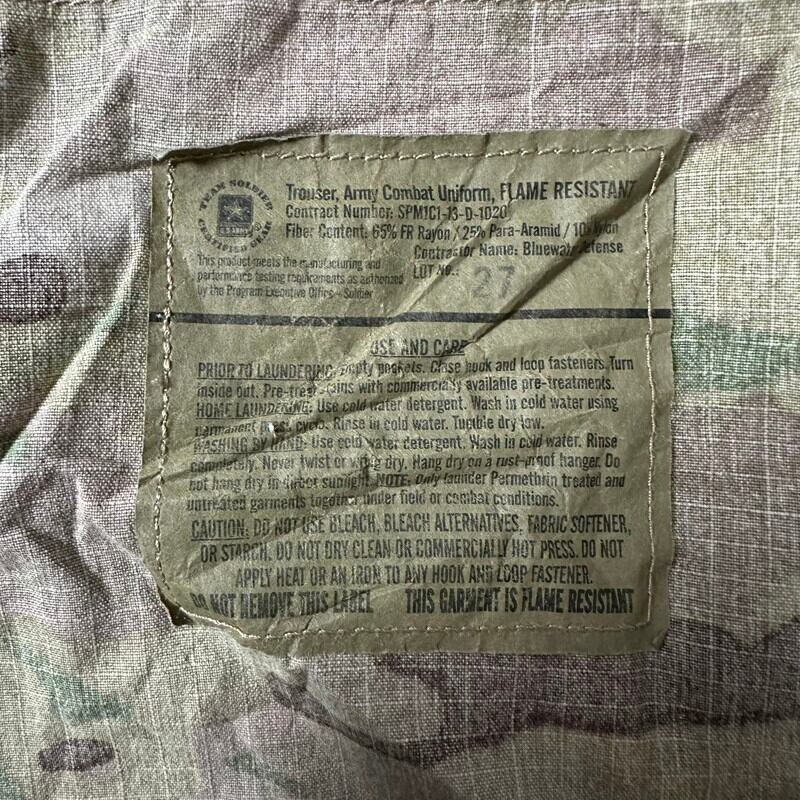 TEAM SOLDIER
CERTIFIED GEAR
Trouser, Army Combat Uniform, FLAME RESISTANT
Contract Number: SPM1C1-13-D-1020
Fiber Content: 65% FR Rayon / 25% Para-Aramid / 10% Nylon
Contractor Name: Bluewater Defense
LOT NO.: 27
This product meets the manufacturing and
performance testing requirements as authorized
by the Program Executive Office - Soldier
USE AND CARE
PRIOR TO LAUNDERING: Empty pockets. Close hook and loop fasteners. Turn
inside out. Pre-treat stains with commercially available pre-treatments.
HOME LAUNDERING: Use cold water detergent. Wash in cold water using
permanent press cycle. Rinse in cold water. Tumble dry low.
WASHING BY HAND: Use cold water detergent. Wash in cold water. Rinse
completely. Never twist or wring dry. Hang dry on a rust-proof hanger. Do
not hang dry in direct sunlight. NOTE: Only launder Permethrin treated and
untreated garments together under field or combat conditions.
CAUTION: DO NOT USE BLEACH, BLEACH ALTERNATIVES, FABRIC SOFTENER,
OR STARCH. DO NOT DRY CLEAN OR COMMERCIALLY HOT PRESS. DO NOT
APPLY HEAT OR AN IRON TO ANY HOOK AND LOOP FASTENER.
DO NOT REMOVE THIS LABEL THIS GARMENT IS FLAME RESISTANT